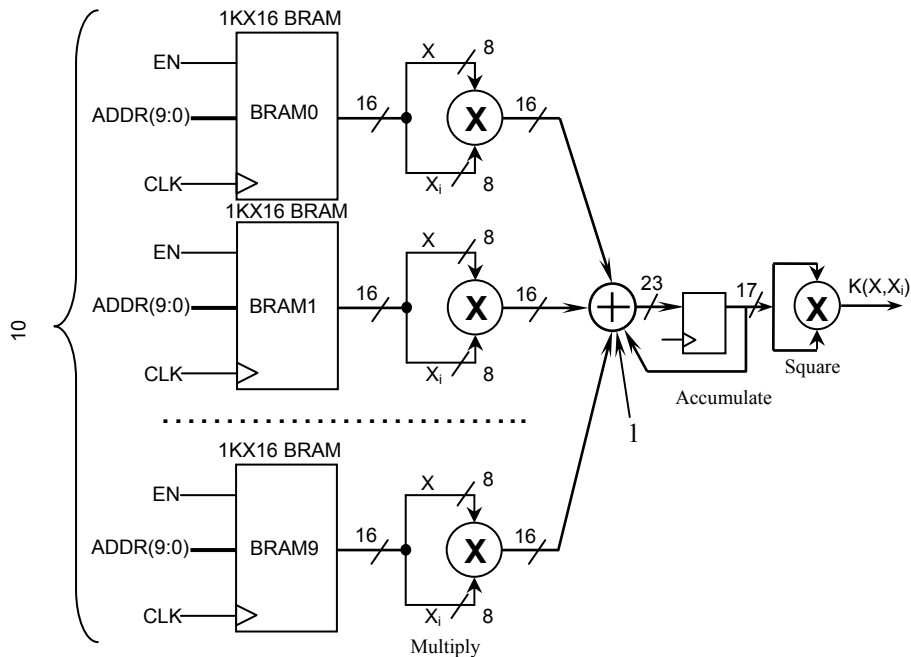 1KX16 BRAM
EN
ADDR(9:0)
CLK
BRAM0
16
X
8
X
Xi
8
16
1KX16 BRAM
EN
ADDR(9:0)
CLK
BRAM1
16
X
8
X
Xi
8
16
10
23
17
K(X,Xi)
X
Square
Accumulate
1
1KX16 BRAM
EN
ADDR(9:0)
CLK
BRAM9
16
X
8
X
Xi
8
16
Multiply